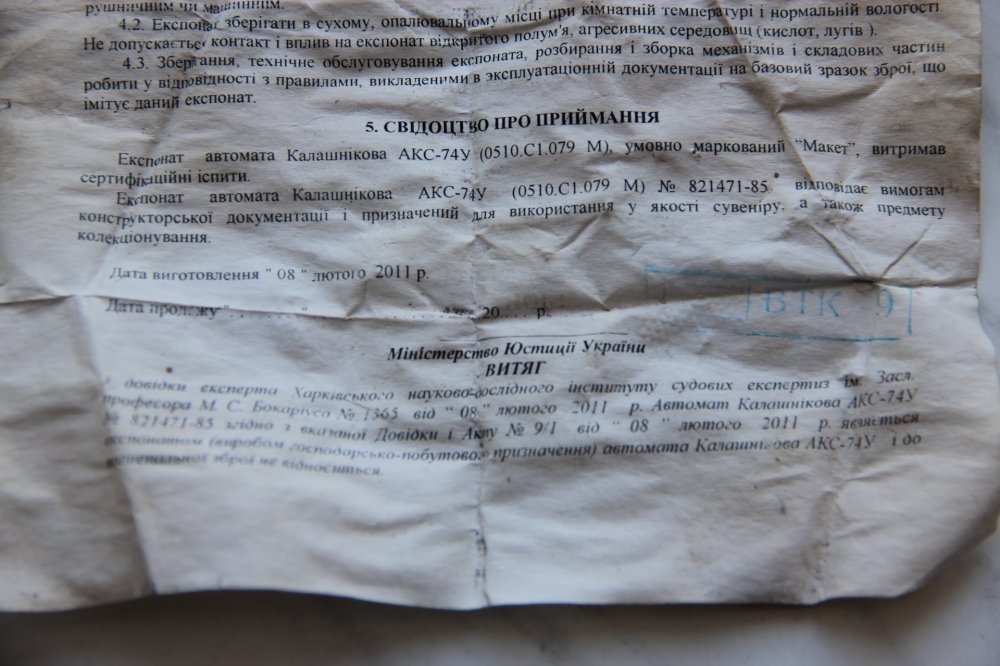 рушничним чи машинним.
4.2. Експонат зберігати в сухому, опалювальному місці при кімнатній температурі і нормальній вологості.
Не допускається контакт і вплив на експонат відкритого полум'я, агресивних середовищ (кислот, лугів ).
4.3. Зберігання, технічне обслуговування експоната, розбирання і зборка механізмів і складових частин
робити у відповідності з правилами, викладеними в эксплуатаціонній документації на базовий зразок зброї, що
імітує даний експонат.
5. СВІДОЦТВО ПРО ПРИЙМАННЯ
Експонат автомата Калашнікова АКС-74У (0510.С1.079 М), умовно маркований "Макет", витримав
сертифікаційні іспити.
Експонат автомата Калашнікова АКС-74У (0510.С1.079 М) № 821471-85 відповідає вимогам
конструкторської документації і призначений для використання у якості сувеніру, а також предмету
колекціонування.
Дата виготовлення " 08 " лютого 2011 р.
ВТК 9
Дата продажу ". . . . . . . . " . . . . . . . . 20 . . . р.
Міністерство Юстиції України
ВИТЯГ
з довідки експерта Харківського науково-дослідного інституту судових експертиз ім. Засл.
професора М. С. Бокаріуса № 1365 від " 08 " лютого 2011 р. Автомат Калашнікова АКС-74У
№ 821471-85 згідно з вказаної Довідки і Акту № 9/1 від " 08 " лютого 2011 р. являється
експонатом (виробом господарсько-побутового призначення) автомата Калашнікова АКС-74У і до
вогнепальної зброї не відноситься.